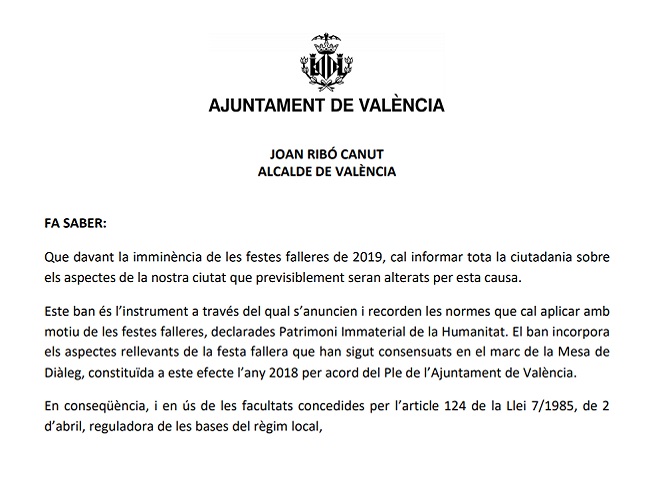 AJUNTAMENT DE VALÈNCIA
JOAN RIBÓ CANUT
ALCALDE DE VALÈNCIA
FA SABER:
Que davant la imminència de les festes falleres de 2019, cal informar tota la ciutadania sobre
els aspectes de la nostra ciutat que previsiblement seran alterats per esta causa.
Este ban és l’instrument a través del qual s’anuncien i recorden les normes que cal aplicar amb
motiu de les festes falleres, declarades Patrimoni Immaterial de la Humanitat. El ban incorpora
els aspectes rellevants de la festa fallera que han sigut consensuats en el marc de la Mesa de
Diàleg, constituïda a este efecte l’any 2018 per acord del Ple de l’Ajuntament de València.
En conseqüència, i en ús de les facultats concedides per l’article 124 de la Llei 7/1985, de 2
d’abril, reguladora de les bases del règim local,